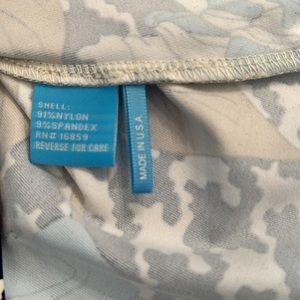 SHELL:
91%NYLON
9%SPANDEX
RN# 16859
REVERSE FOR CARE
MADE IN U.S.A.